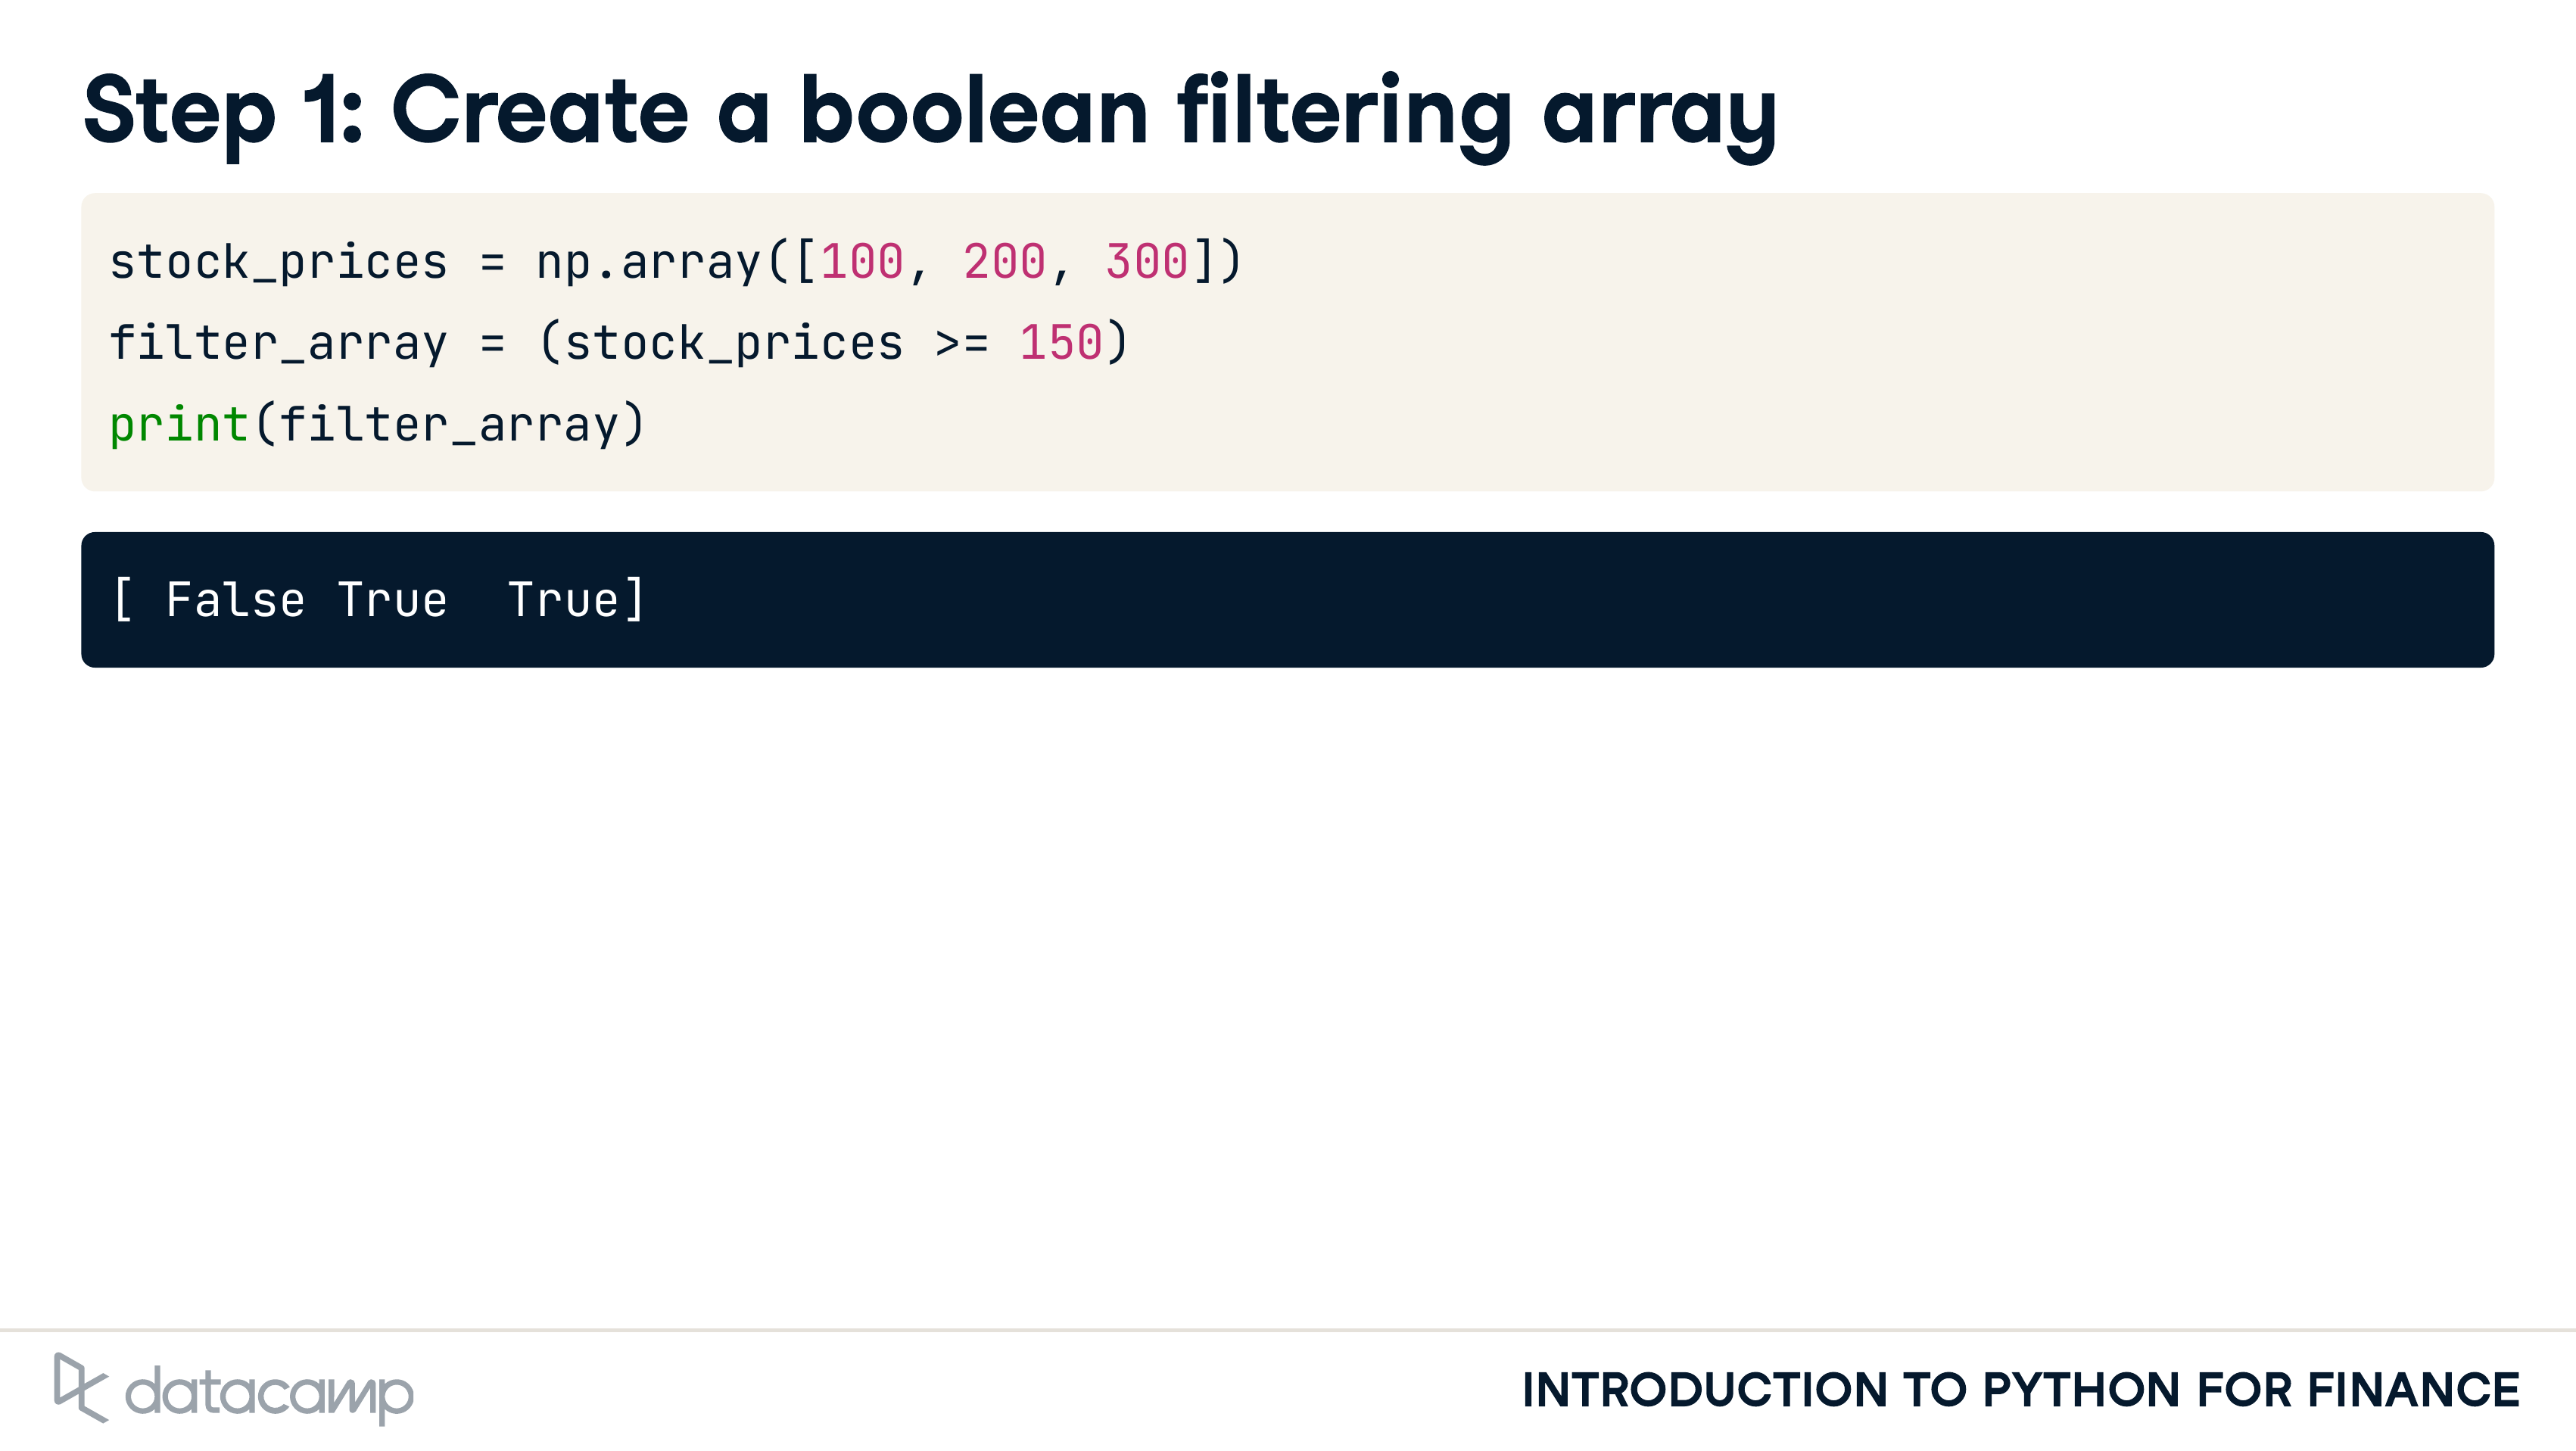 Step 1: Create a boolean filtering array
stock_prices = np.array([100, 200, 300])
filter_array = (stock_prices >= 150)
print(filter_array)
[ False True  True]
datacamp
INTRODUCTION TO PYTHON FOR FINANCE